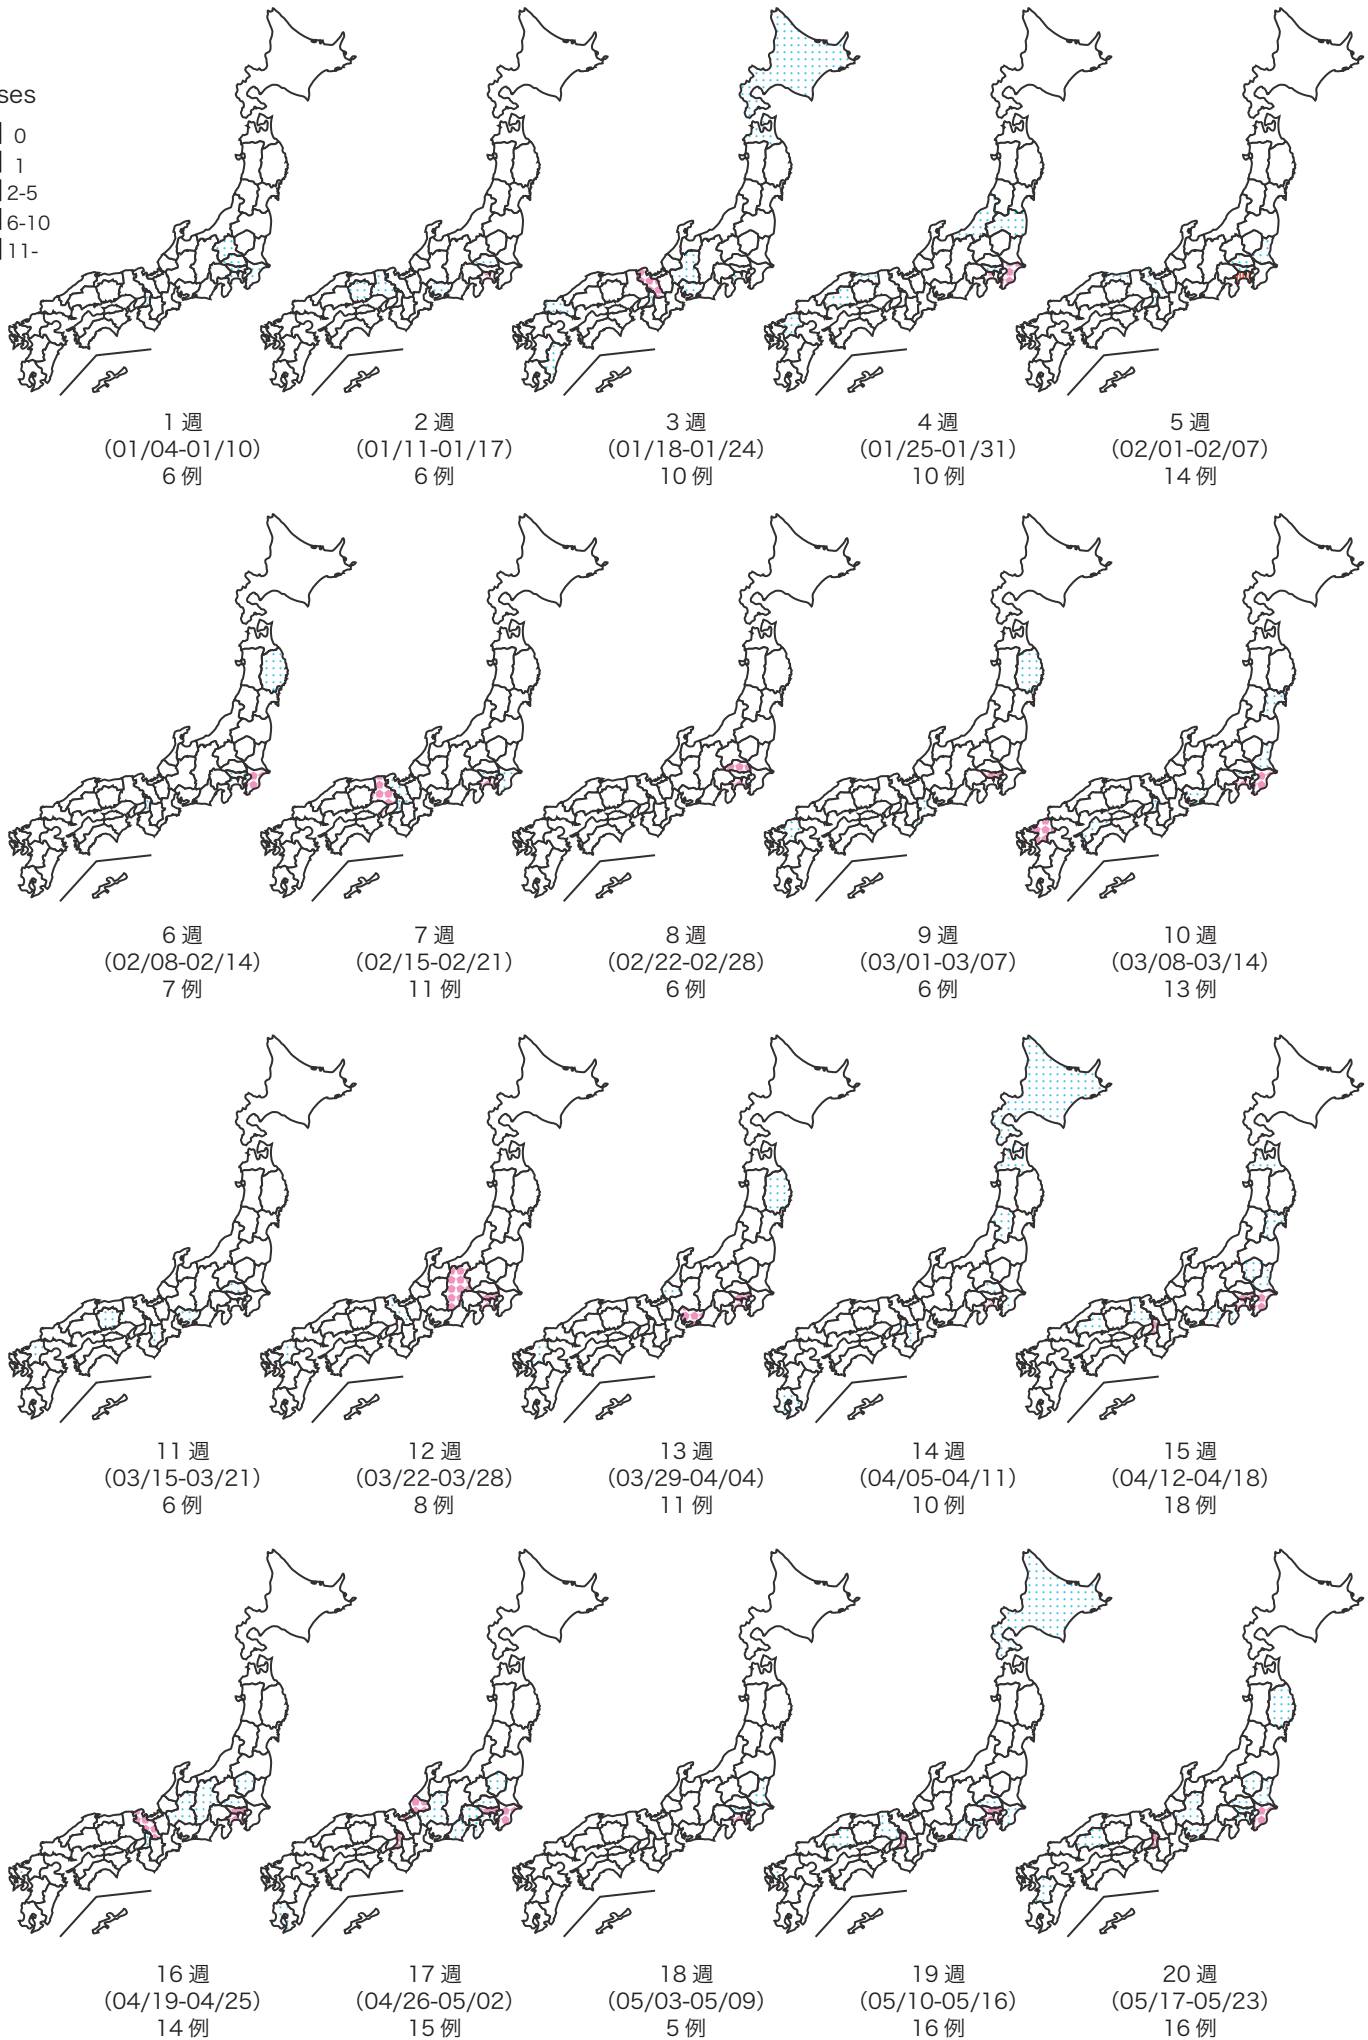 ses
0
1
2-5
6-10
11-
1 週
（01/04-01/10）
6 例
2 週
（01/11-01/17）
6 例
3 週
（01/18-01/24）
10 例
4 週
（01/25-01/31）
10 例
5 週
（02/01-02/07）
14 例
6 週
（02/08-02/14）
7 例
7 週
（02/15-02/21）
11 例
8 週
（02/22-02/28）
6 例
9 週
（03/01-03/07）
6 例
10 週
（03/08-03/14）
13 例
11 週
（03/15-03/21）
6 例
12 週
（03/22-03/28）
8 例
13 週
（03/29-04/04）
11 例
14 週
（04/05-04/11）
10 例
15 週
（04/12-04/18）
18 例
16 週
（04/19-04/25）
14 例
17 週
（04/26-05/02）
15 例
18 週
（05/03-05/09）
5 例
19 週
（05/10-05/16）
16 例
20 週
（05/17-05/23）
16 例